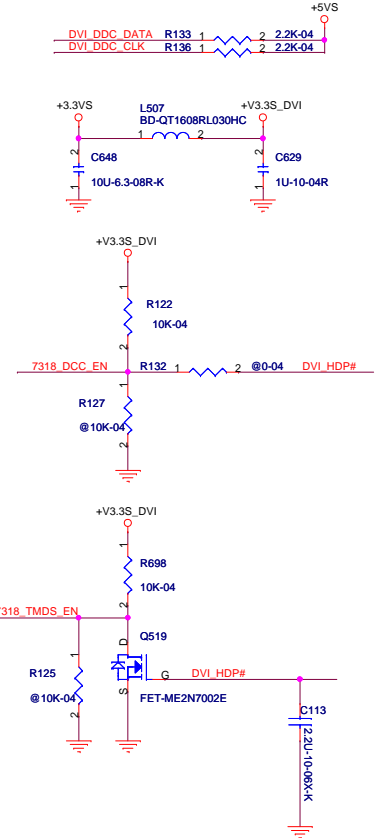 +5VS
DVI_DDC_DATA R133 1 2 2.2K-04
DVI_DDC_CLK R136 1 2 2.2K-04
+3.3VS L507 +V3.3S_DVI
BD-QT1608RL030HC
1 2
2 C648 2 C629
1 10U-6.3-08R-K 1 1U-10-04R
+V3.3S_DVI
1
R122
10K-04
2
7318_DCC_EN R132 1 2 @0-04 DVI_HDP#
1
R127
@10K-04
2
+V3.3S_DVI
1
R698
10K-04
2
7318_TMDS_EN
D Q519
1
R125 G DVI_HDP#
@10K-04 S FET-ME2N7002E
2
C113
2.2U-10-06X-K